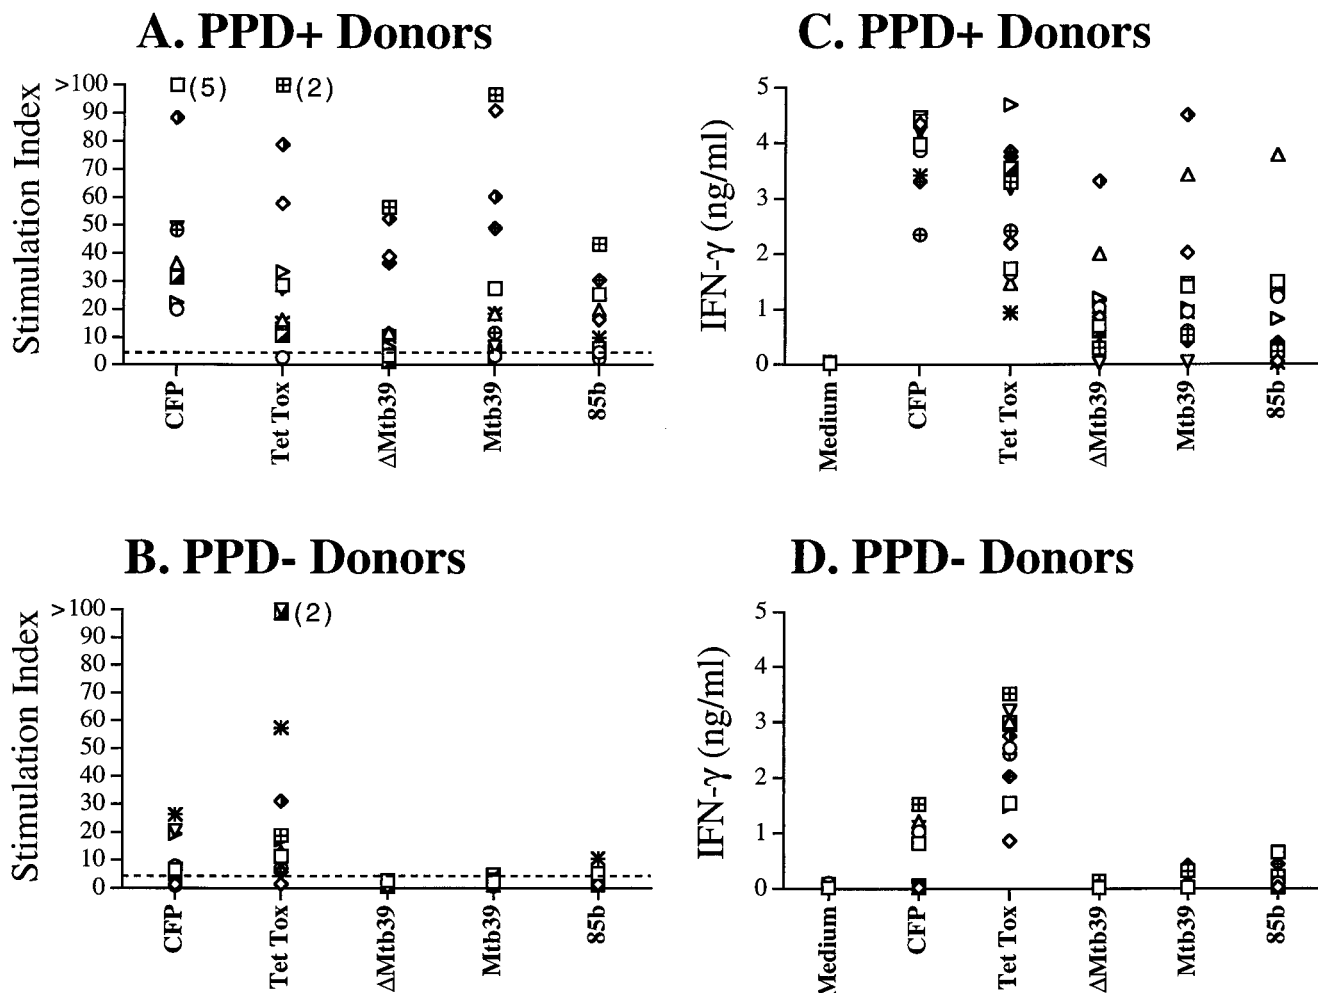 A. PPD+ Donors
Stimulation Index
>100 (5) (2)
90
80
70
60
50
40
30
20
10
0
CFP
Tet Tox
ΔMtb39
Mtb39
85b
C. PPD+ Donors
IFN-γ (ng/ml)
5
4
3
2
1
0
Medium
CFP
Tet Tox
ΔMtb39
Mtb39
85b
B. PPD- Donors
Stimulation Index
>100 (2)
90
80
70
60
50
40
30
20
10
0
CFP
Tet Tox
ΔMtb39
Mtb39
85b
D. PPD- Donors
IFN-γ (ng/ml)
5
4
3
2
1
0
Medium
CFP
Tet Tox
ΔMtb39
Mtb39
85b